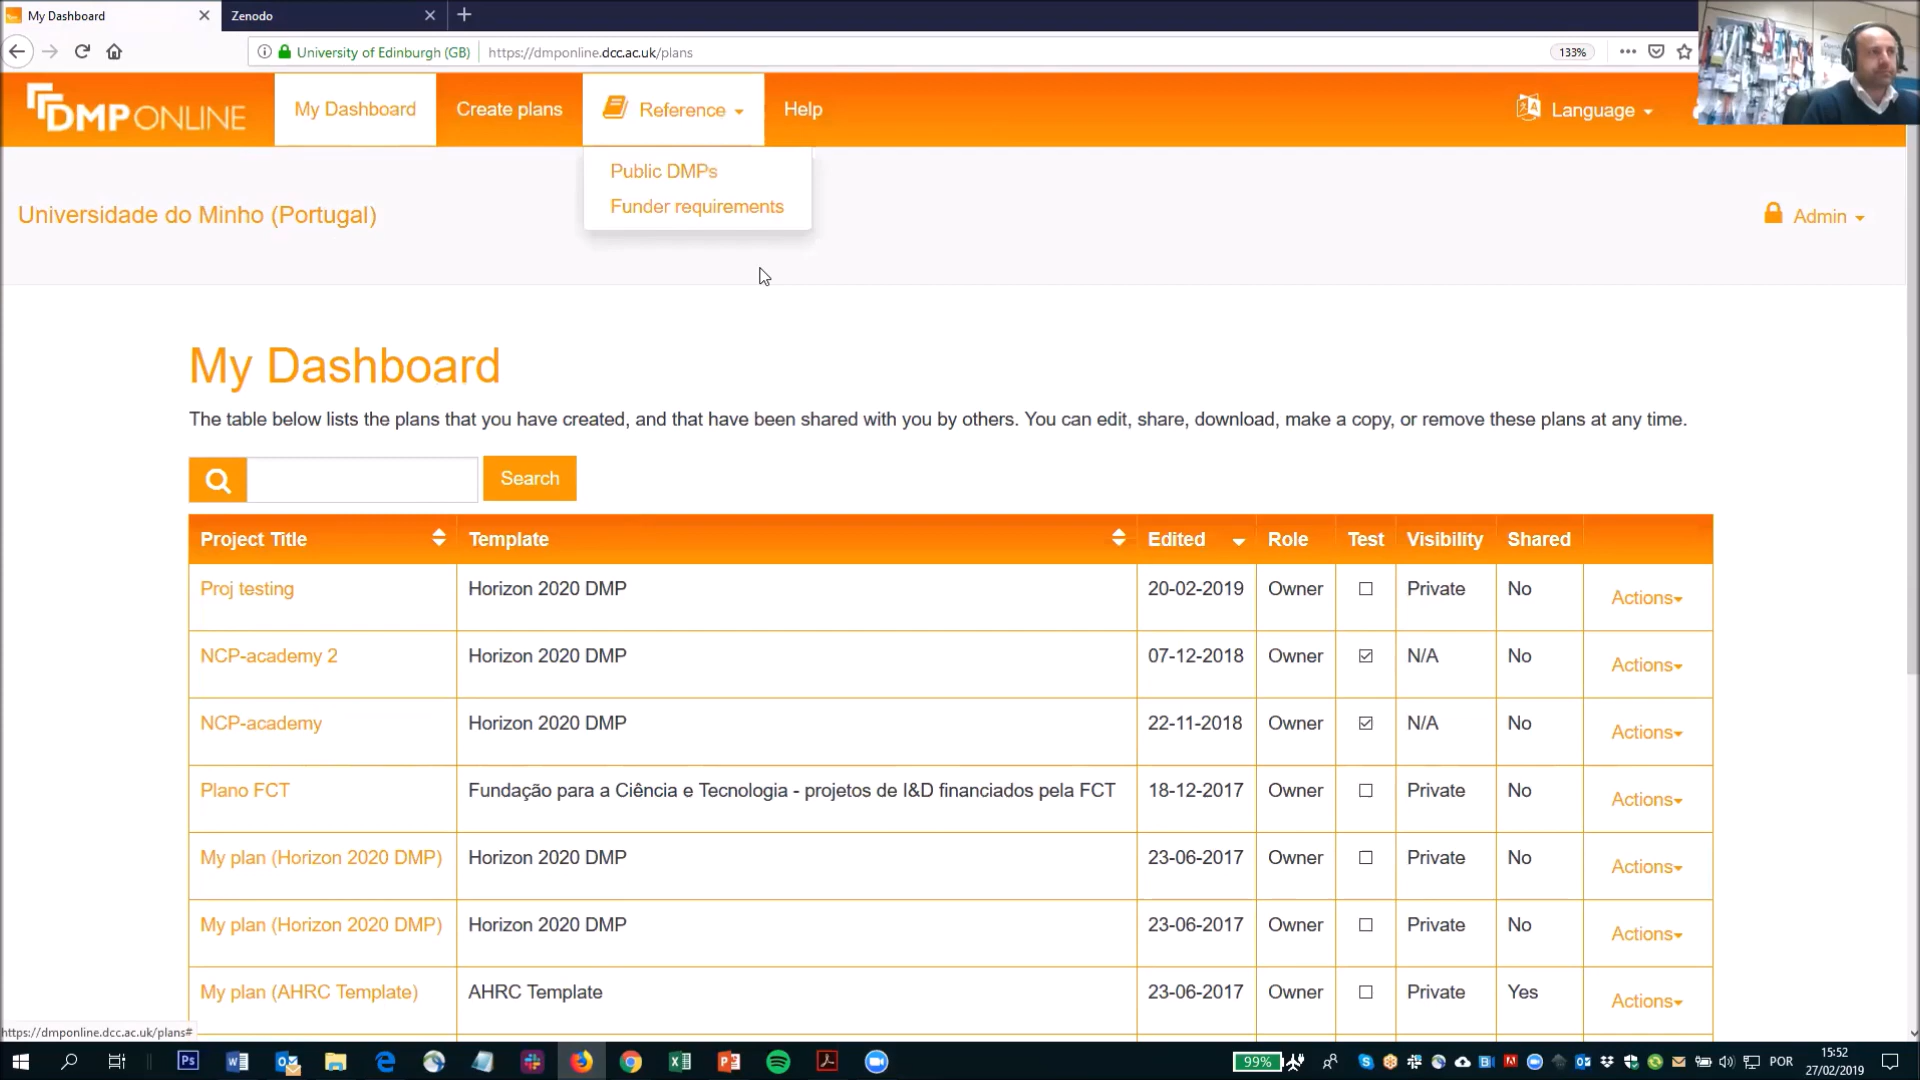 My Dashboard
Zenodo
University of Edinburgh (GB)
https://dmponline.dcc.ac.uk/plans
133%
DMPONLINE
My Dashboard
Create plans
Reference
Help
Language
Public DMPs
Funder requirements
Universidade do Minho (Portugal)
Admin
My Dashboard
The table below lists the plans that you have created, and that have been shared with you by others. You can edit, share, download, make a copy, or remove these plans at any time.
Search
Project Title Template Edited Role Test Visibility Shared
Proj testing Horizon 2020 DMP 20-02-2019 Owner Private No Actions
NCP-academy 2 Horizon 2020 DMP 07-12-2018 Owner N/A No Actions
NCP-academy Horizon 2020 DMP 22-11-2018 Owner N/A No Actions
Plano FCT Fundação para a Ciência e Tecnologia - projetos de I&D financiados pela FCT 18-12-2017 Owner Private No Actions
My plan (Horizon 2020 DMP) Horizon 2020 DMP 23-06-2017 Owner Private No Actions
My plan (Horizon 2020 DMP) Horizon 2020 DMP 23-06-2017 Owner Private No Actions
My plan (AHRC Template) AHRC Template 23-06-2017 Owner Private Yes Actions
https://dmponline.dcc.ac.uk/plans#
99%
POR
15:52
27/02/2019